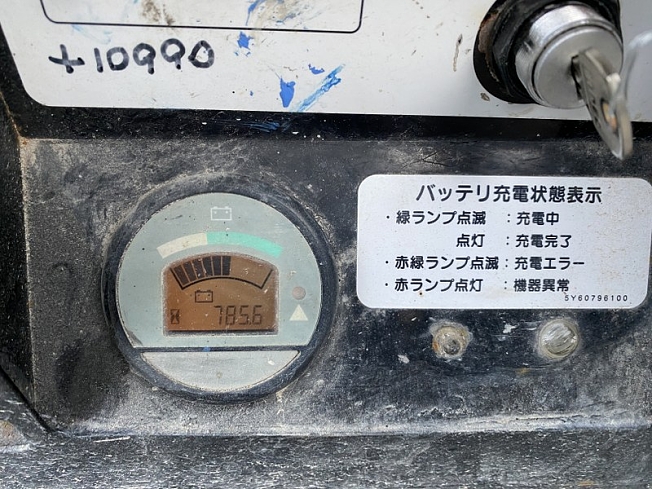 +10990
バッテリ充電状態表示
・緑ランプ点滅 : 充電中
点灯 : 充電完了
・赤緑ランプ点滅 : 充電エラー
・赤ランプ点灯 : 機器異常
5Y60796100
785.6